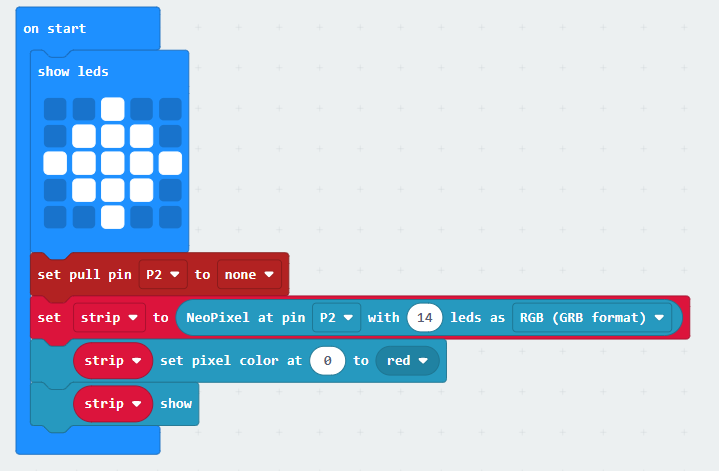 on start
show leds
set pull pin P2 to none
set strip to NeoPixel at pin P2 with 14 leds as RGB (GRB format)
strip set pixel color at 0 to red
strip show